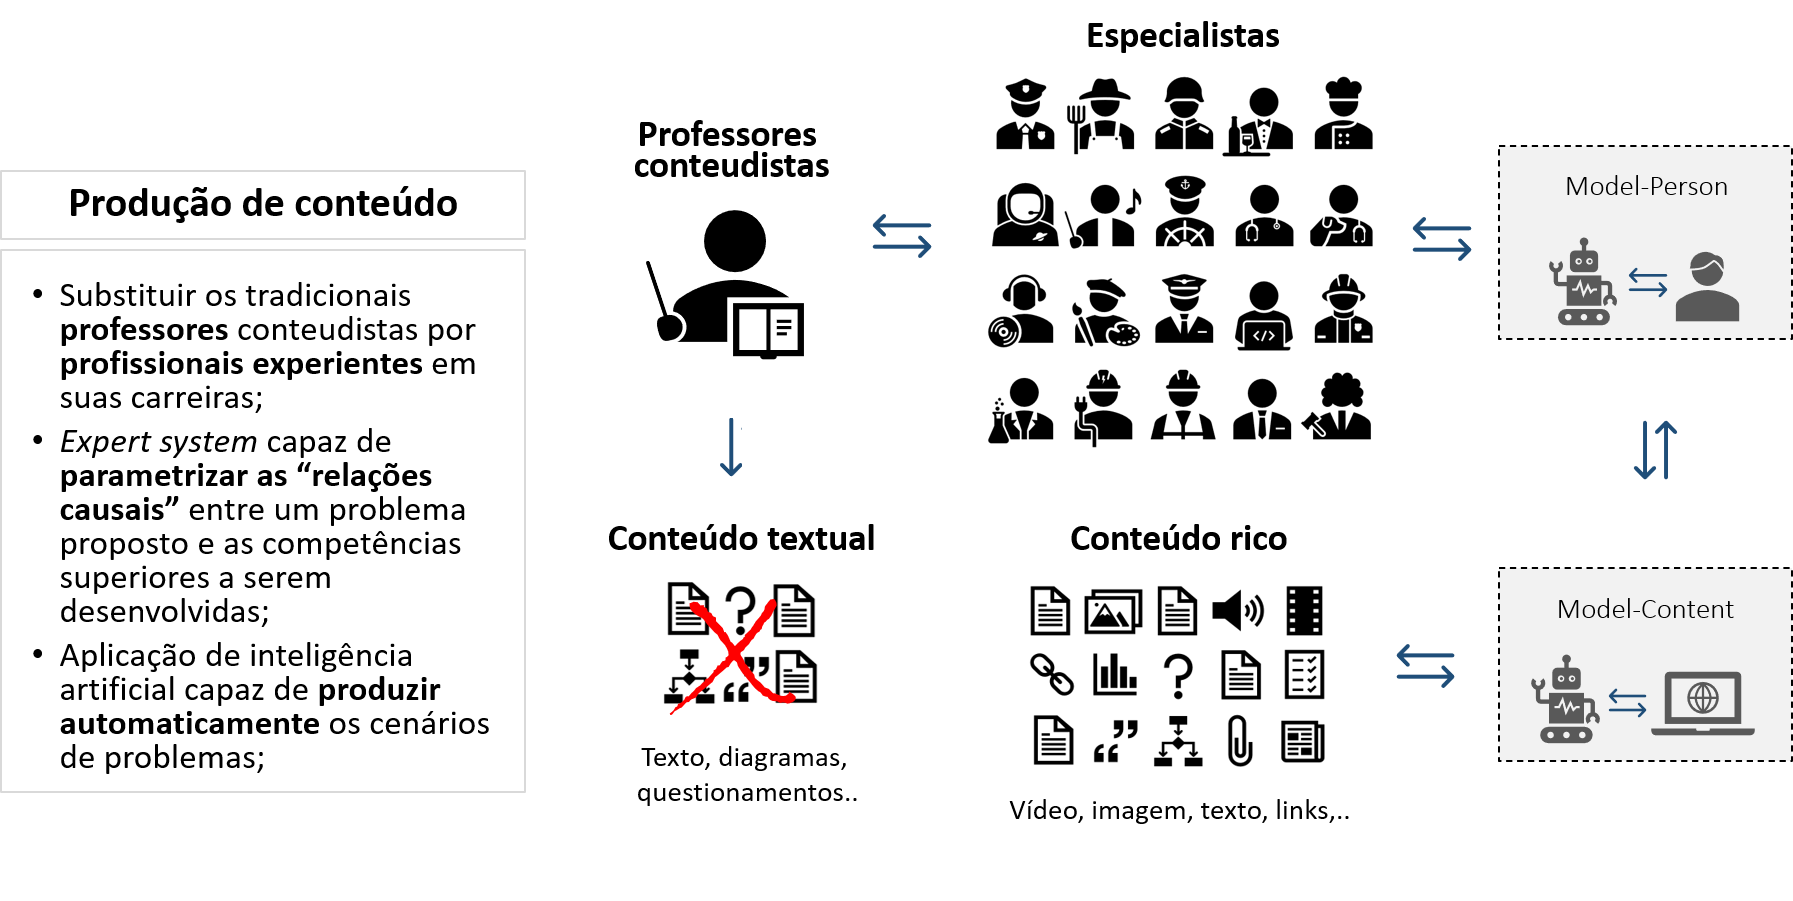 Produção de conteúdo
• Substituir os tradicionais
professores conteudistas por
profissionais experientes em
suas carreiras;
• Expert system capaz de
parametrizar as “relações
causais” entre um problema
proposto e as competências
superiores a serem
desenvolvidas;
• Aplicação de inteligência
artificial capaz de produzir
automaticamente os cenários
de problemas;
Professores
conteudistas
Especialistas
Model-Person
Conteúdo textual
Texto, diagramas,
questionamentos..
Conteúdo rico
Vídeo, imagem, texto, links,..
Model-Content